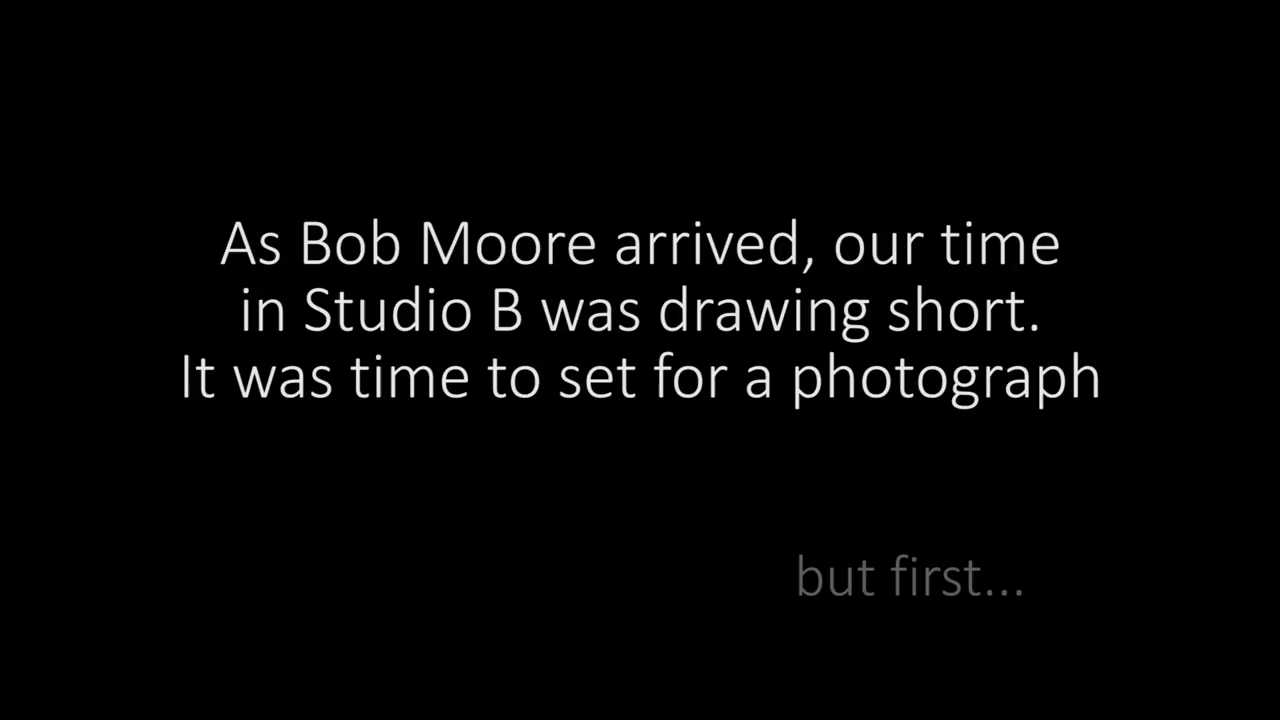 As Bob Moore arrived, our time
in Studio B was drawing short.
It was time to set for a photograph
but first...